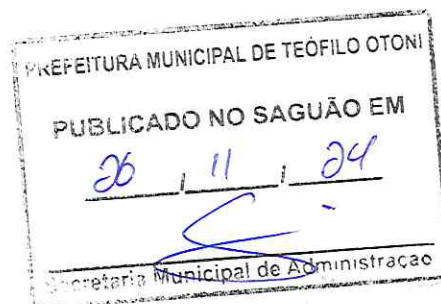 PREFEITURA MUNICIPAL DE TEÓFILO OTONI
PUBLICADO NO SAGUÃO EM
26 / 11 / 24
Secretaria Municipal de Administração